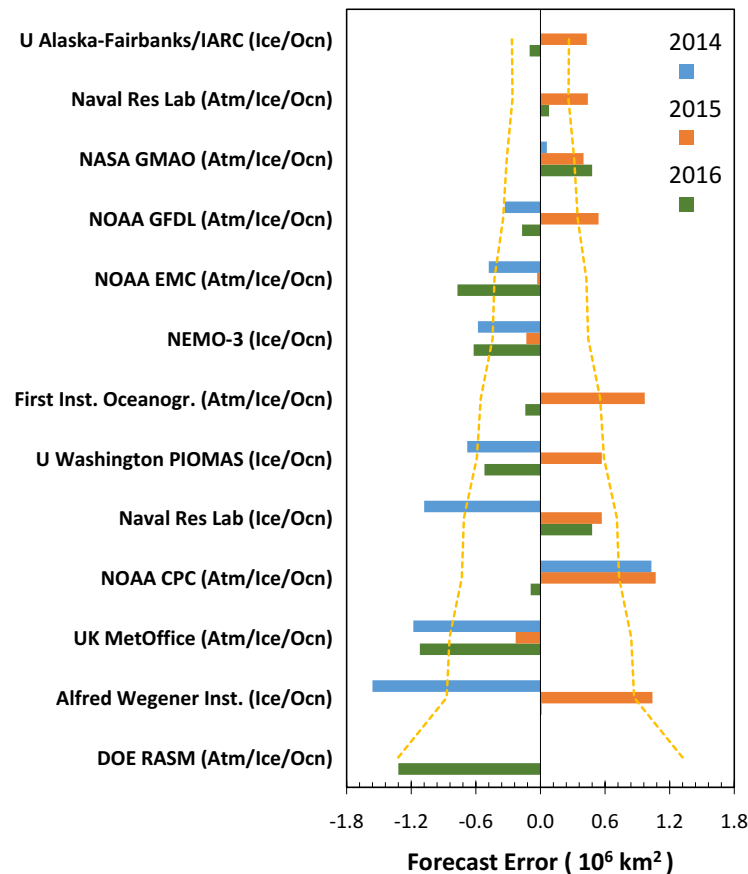 U Alaska-Fairbanks/IARC (Ice/Ocn)
Naval Res Lab (Atm/Ice/Ocn)
NASA GMAO (Atm/Ice/Ocn)
NOAA GFDL (Atm/Ice/Ocn)
NOAA EMC (Atm/Ice/Ocn)
NEMO-3 (Ice/Ocn)
First Inst. Oceanogr. (Atm/Ice/Ocn)
U Washington PIOMAS (Ice/Ocn)
Naval Res Lab (Ice/Ocn)
NOAA CPC (Atm/Ice/Ocn)
UK MetOffice (Atm/Ice/Ocn)
Alfred Wegener Inst. (Ice/Ocn)
DOE RASM (Atm/Ice/Ocn)
2014
2015
2016
-1.8 -1.2 -0.6 0.0 0.6 1.2 1.8
Forecast Error ( 10⁶ km²)